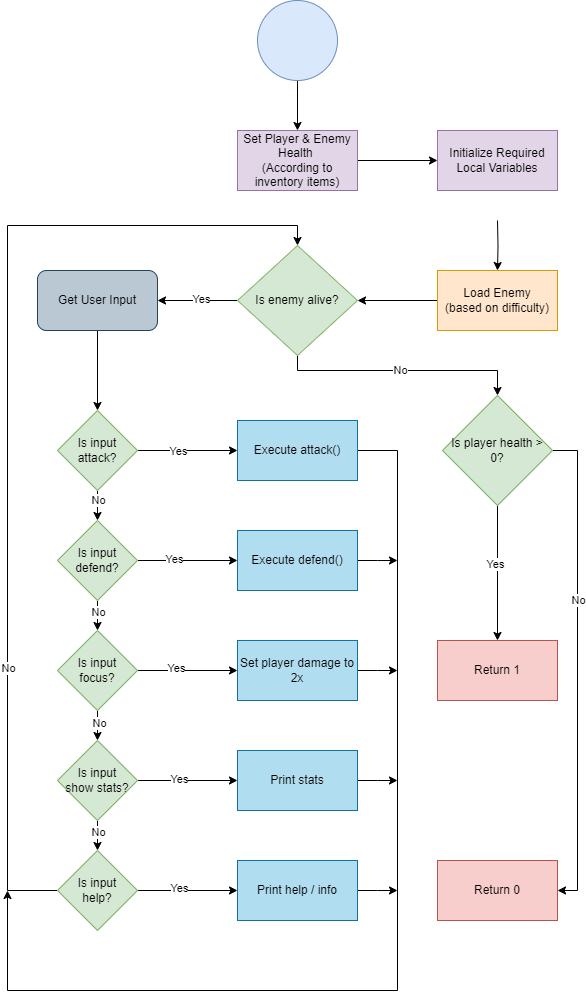 Set Player & Enemy
Health
(According to
inventory items)
Initialize Required
Local Variables
Get User Input
Yes
Is enemy alive?
Load Enemy
(based on difficulty)
No
Is player health >
0?
Is input
attack?
Yes
Execute attack()
No
Is input
defend?
Yes
Execute defend()
Yes
No
No
Is input
focus?
Yes
Set player damage to
2x
Return 1
No
No
Is input
show stats?
Yes
Print stats
No
Is input
help?
Yes
Print help / info
Return 0